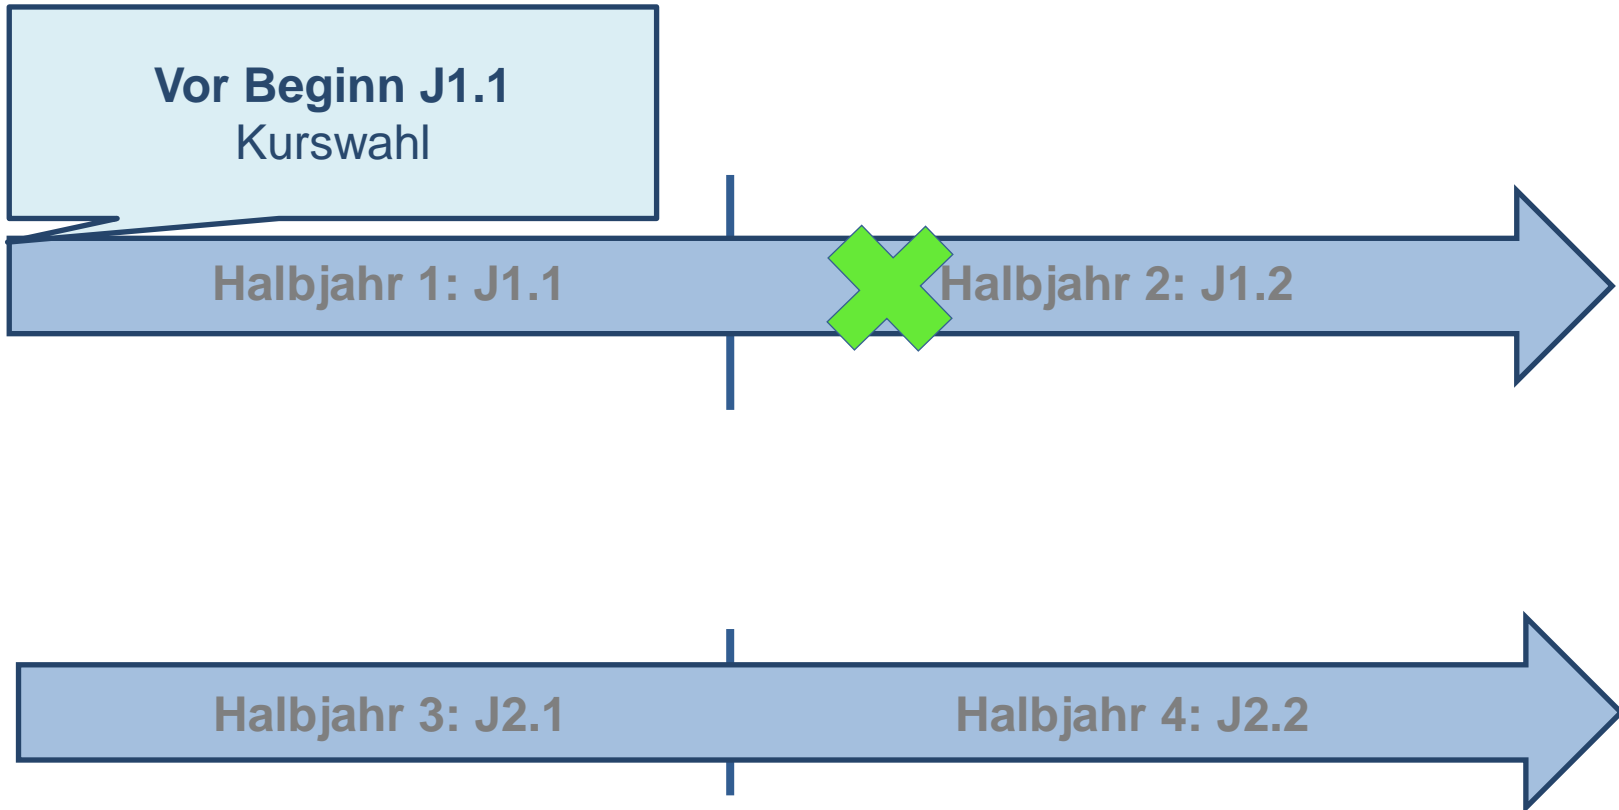 Vor Beginn J1.1
Kurswahl
Halbjahr 1: J1.1
Halbjahr 2: J1.2
Halbjahr 3: J2.1
Halbjahr 4: J2.2